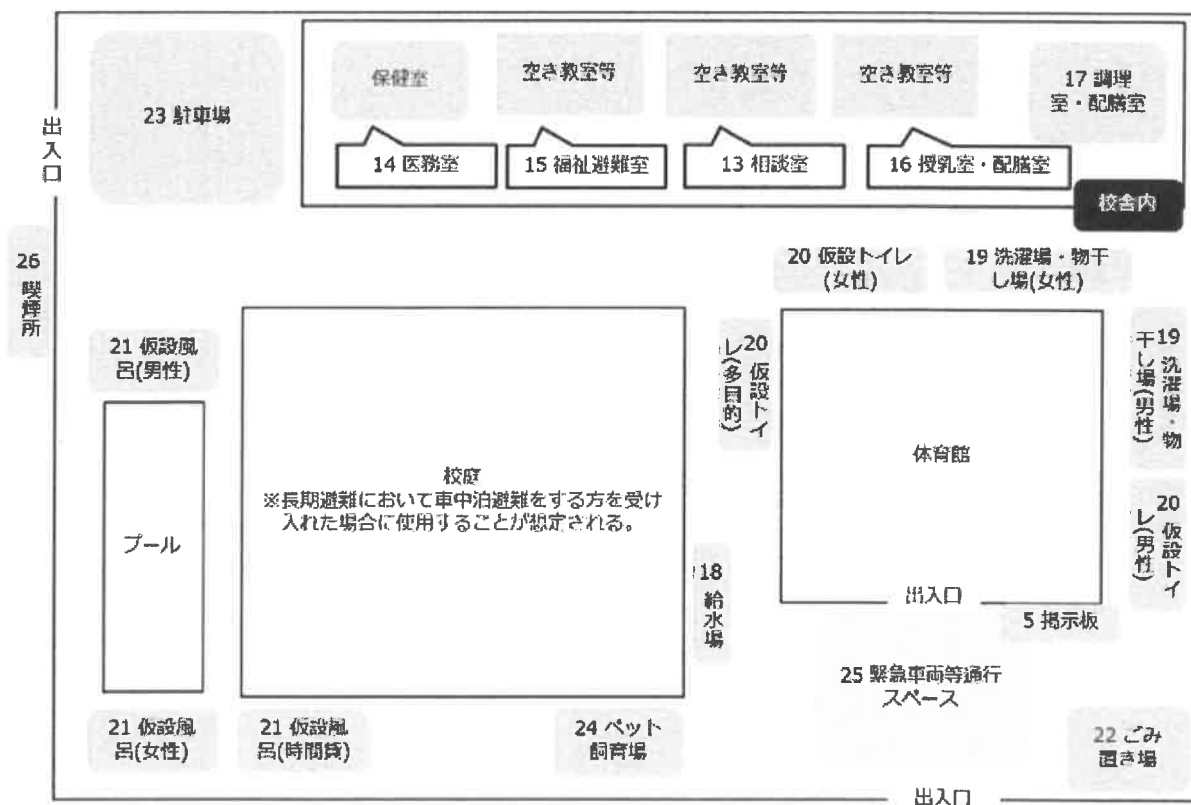 保健室
空き教室等
空き教室等
空き教室等
17 調理
室・配膳室
23 駐車場
出入口
14 医務室
15 福祉避難室
13 相談室
16 授乳室・配膳室
校舎内
26 喫煙所
20 仮設トイレ
(女性)
19 洗濯場・物干
し場(女性)
21 仮設風
呂(男性)
20 仮設トイ
レ(多目的)
19 洗濯場・物
干し場(男性)
体育館
校庭
※長期避難において車中泊避難をする方を受け
入れた場合に使用することが想定される。
プール
20 仮設トイ
レ(男性)
18 給水場
出入口
5 掲示板
25 緊急車両等通行
スペース
21 仮設風
呂(女性)
21 仮設風
呂(時間貸)
24 ペット
飼育場
22 ごみ
置き場
出入口